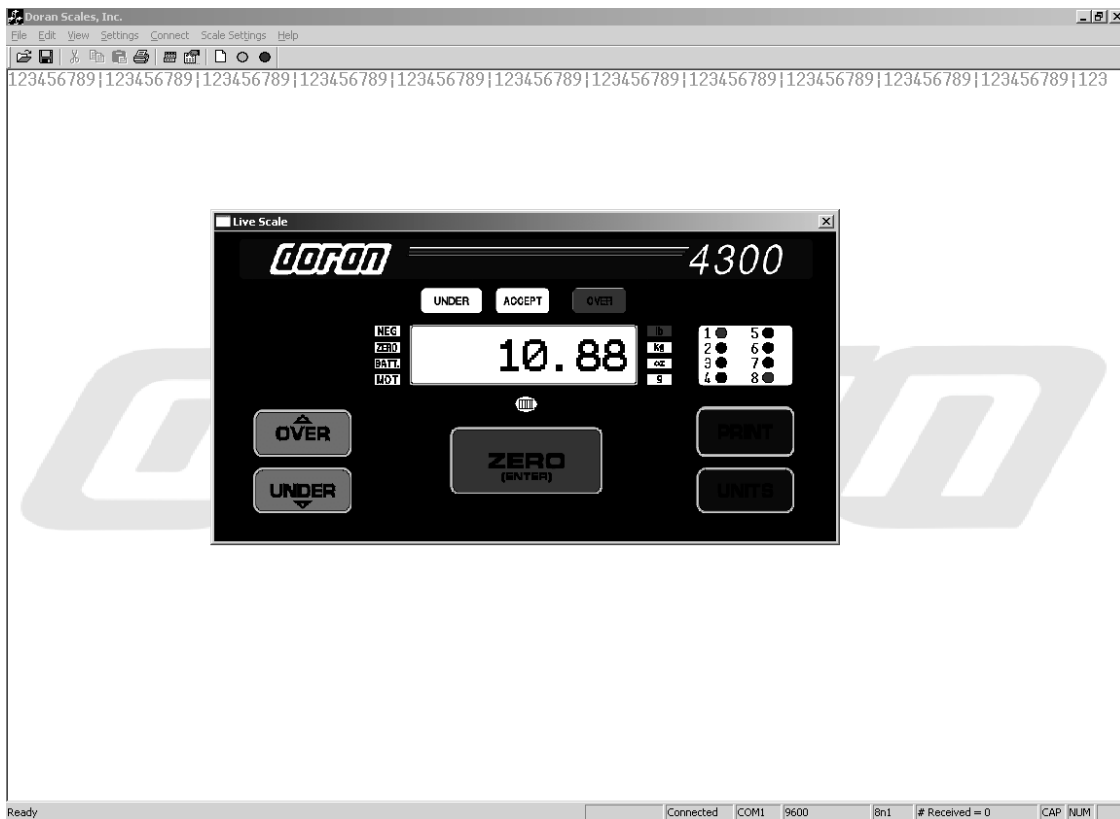 Doran Scales, Inc.
File Edit View Settings Connect Scale Settings Help
123456789|123456789|123456789|123456789|123456789|123456789|123456789|123456789|123456789|123456789|123456789|123
Live Scale
DORAN 4300
UNDER ACCEPT OVER
NEG
ZERO
BATT.
MOT
10.88
lb
kg
oz
g
1 5
2 6
3 7
4 8
OVER
UNDER
ZERO
(ENTER)
PRINT
UNITS
Ready Connected COM1 9600 8n1 # Received = 0 CAP NUM